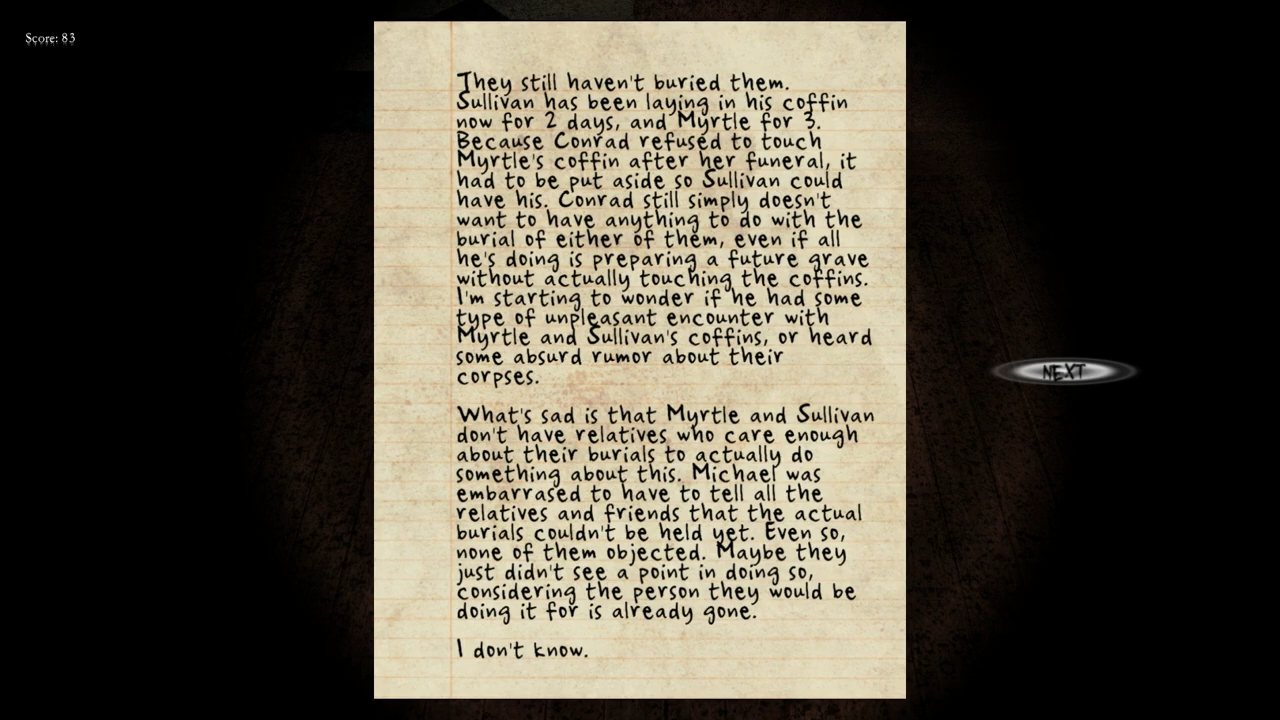 Score: 83
They still haven't buried them.
Sullivan has been laying in his coffin
now for 2 days, and Myrtle for 3.
Because Conrad refused to touch
Myrtle's coffin after her funeral, it
had to be put aside so Sullivan could
have his. Conrad still simply doesn't
want to have anything to do with the
burial of either of them, even if all
he's doing is preparing a future grave
without actually touching the coffins.
I'm starting to wonder if he had some
type of unpleasant encounter with
Myrtle and Sullivan's coffins, or heard
some absurd rumor about their
corpses.
What's sad is that Myrtle and Sullivan
don't have relatives who care enough
about their burials to actually do
something about this. Michael was
embarrased to have to tell all the
relatives and friends that the actual
burials couldn't be held yet. Even so,
none of them objected. Maybe they
just didn't see a point in doing so,
considering the person they would be
doing it for is already gone.
I don't know.
NEXT